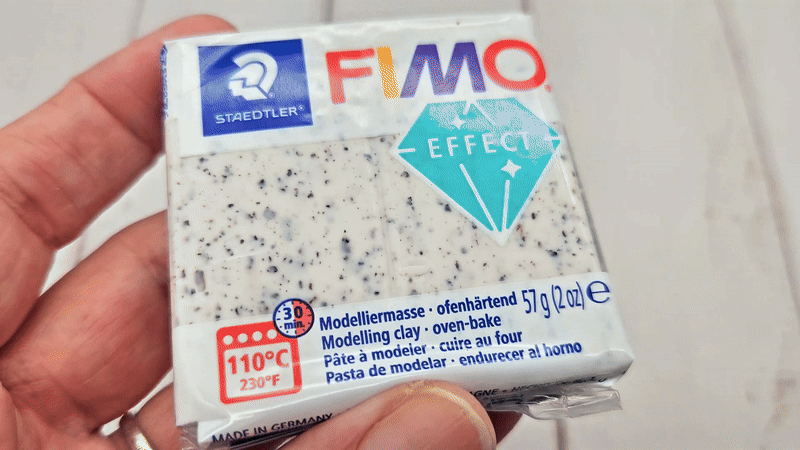 STAEDTLER®
FIMO
EFFECT
30 min.
110°C
230°F
Modelliermasse · ofenhärtend
Modelling clay · oven-bake
Pâte à modeler · cuire au four
Pasta de modelar · endurecer al horno
57 g (2 oz) e
MADE IN GERMANY